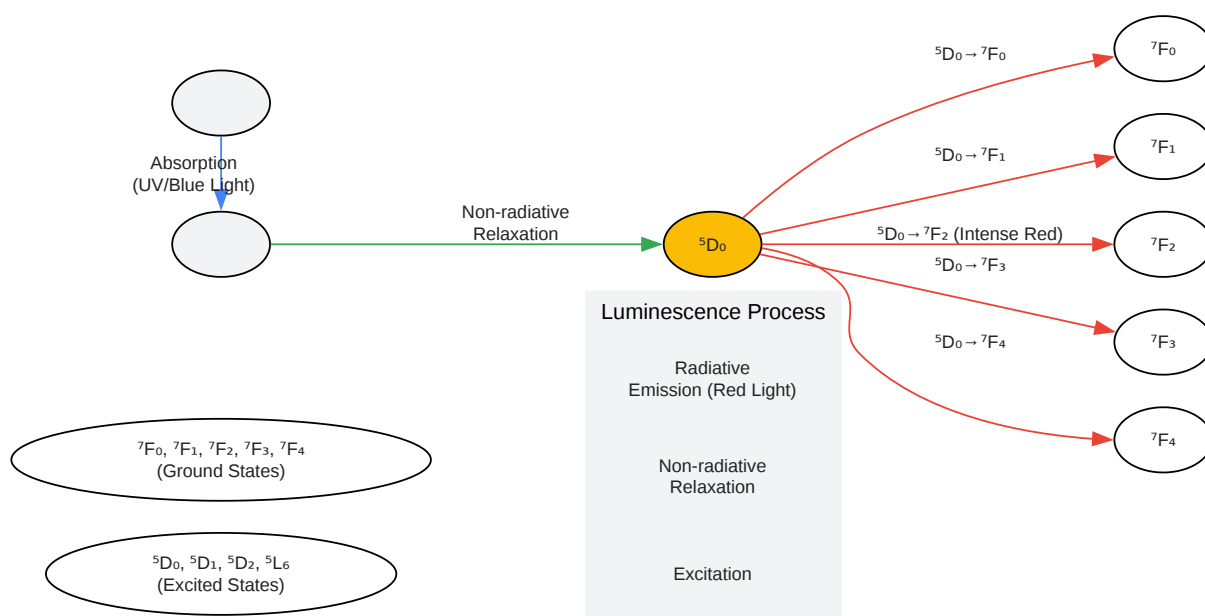 ⁵D₀→⁷F₀
⁷F₀
Absorption
(UV/Blue Light)
⁵D₀→⁷F₁
⁷F₁
Non-radiative
Relaxation
⁵D₀
⁵D₀→⁷F₂ (Intense Red)
⁷F₂
⁵D₀→⁷F₃
⁷F₃
⁵D₀→⁷F₄
⁷F₄
Luminescence Process
Radiative
Emission (Red Light)
Non-radiative
Relaxation
Excitation
⁷F₀, ⁷F₁, ⁷F₂, ⁷F₃, ⁷F₄
(Ground States)
⁵D₀, ⁵D₁, ⁵D₂, ⁵L₆
(Excited States)